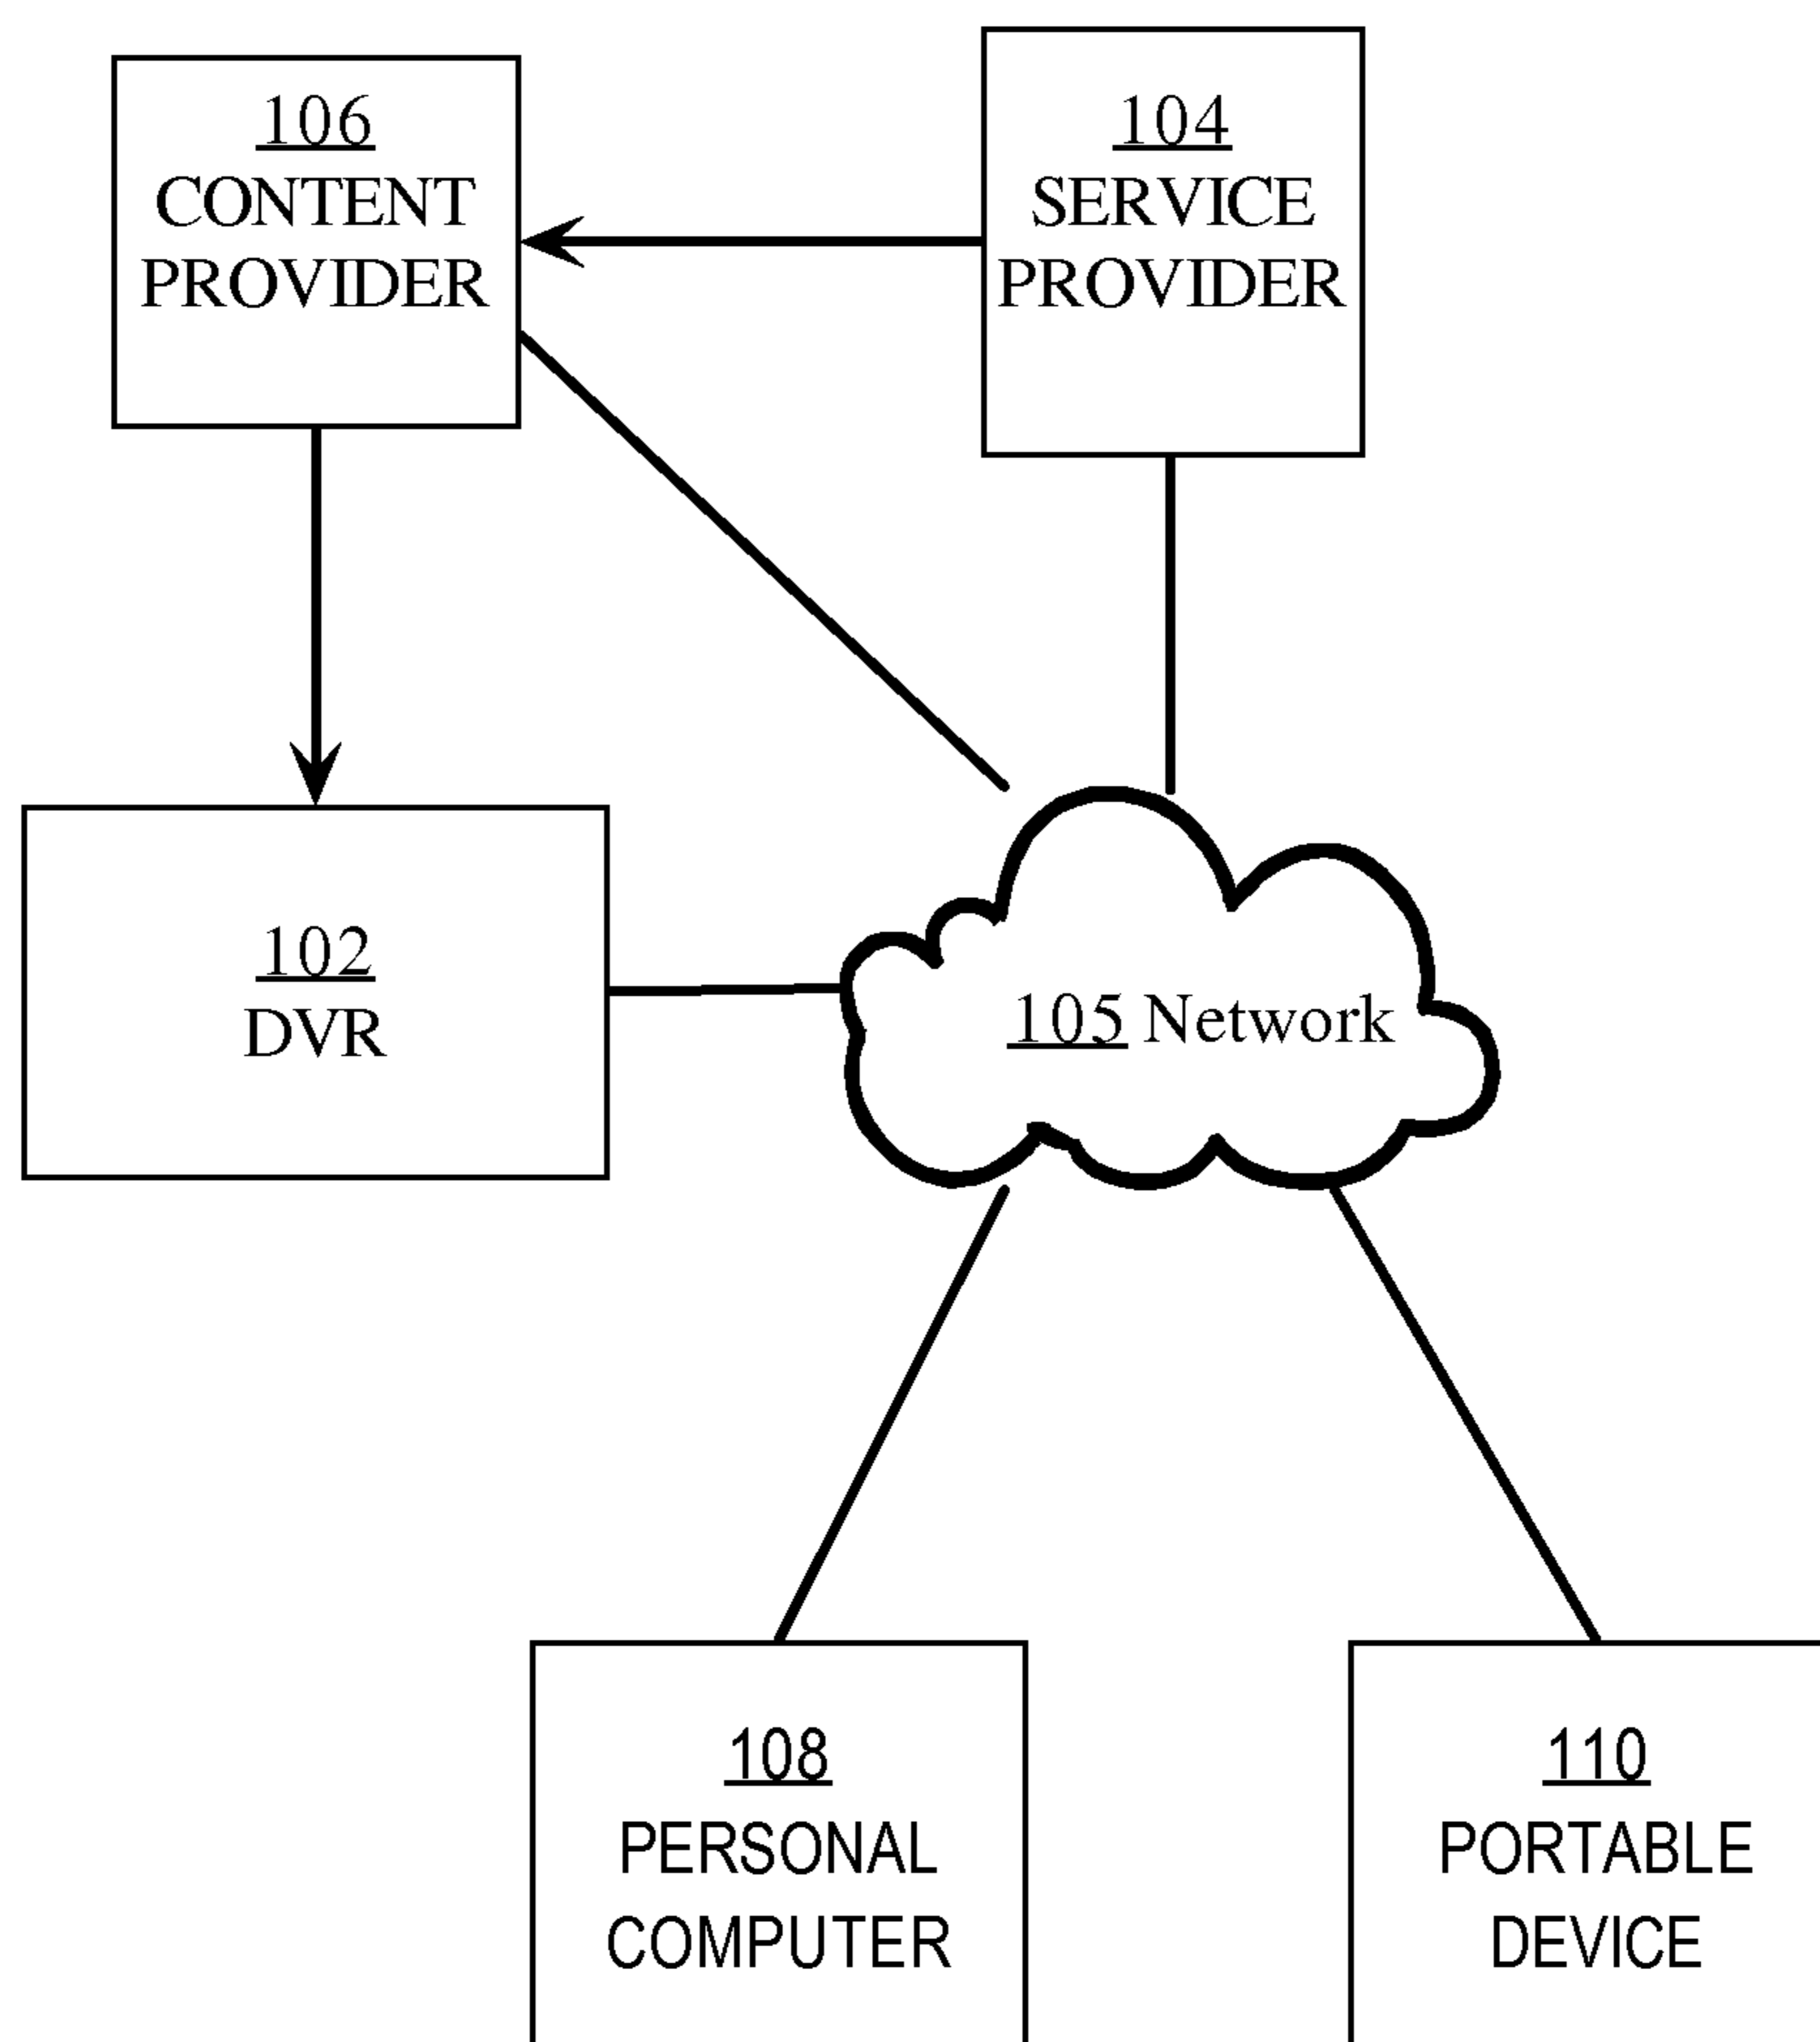 106
CONTENT
PROVIDER
104
SERVICE
PROVIDER
102
DVR
105 Network
108
PERSONAL
COMPUTER
110
PORTABLE
DEVICE